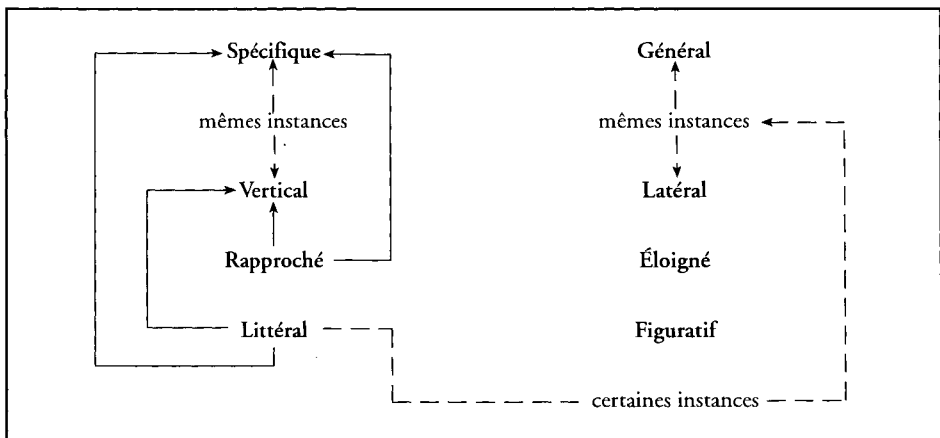 Spécifique Général
mêmes instances mêmes instances
Vertical Latéral
Rapproché Éloigné
Littéral Figuratif
certaines instances